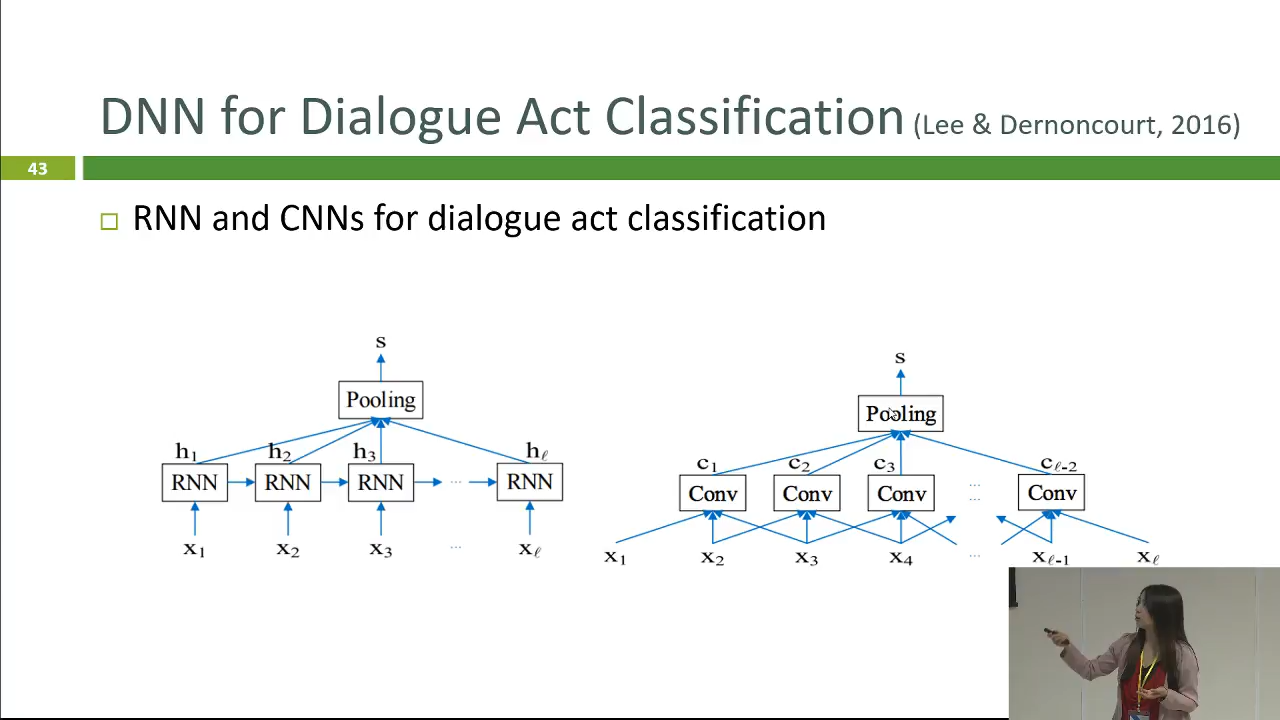 DNN for Dialogue Act Classification (Lee & Dernoncourt, 2016)
43
RNN and CNNs for dialogue act classification
s
Pooling
h1 h2 h3 hℓ
RNN RNN RNN ... RNN
x1 x2 x3 ... xℓ
s
Pooling
c1 c2 c3 cℓ-2
Conv Conv Conv ... ... Conv
x1 x2 x3 x4 ... xℓ-1 xℓ